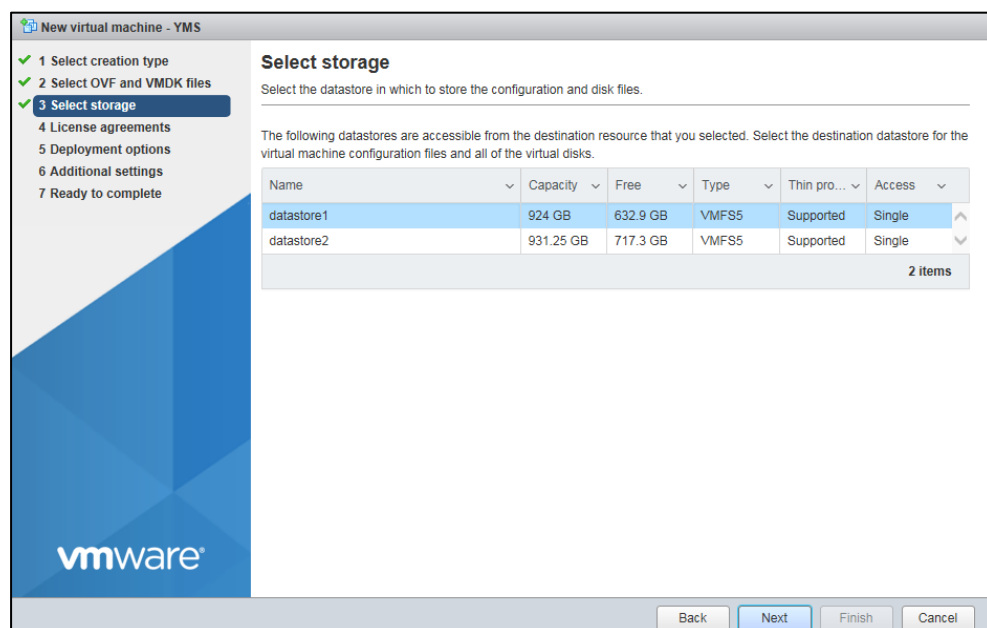 New virtual machine - YMS
1 Select creation type
2 Select OVF and VMDK files
3 Select storage
4 License agreements
5 Deployment options
6 Additional settings
7 Ready to complete
vmware®
Select storage
Select the datastore in which to store the configuration and disk files.
The following datastores are accessible from the destination resource that you selected. Select the destination datastore for the
virtual machine configuration files and all of the virtual disks.
Name Capacity Free Type Thin pro... Access
datastore1 924 GB 632.9 GB VMFS5 Supported Single
datastore2 931.25 GB 717.3 GB VMFS5 Supported Single
2 items
Back Next Finish Cancel